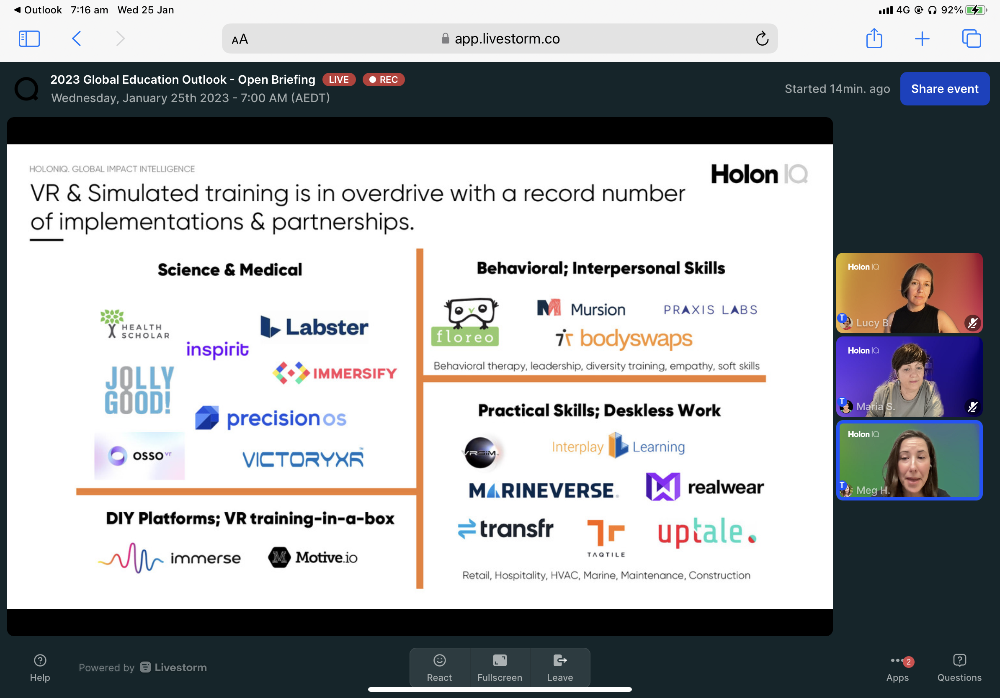 Outlook 7:16 am Wed 25 Jan
4G 92%
AA
app.livestorm.co
2023 Global Education Outlook - Open Briefing LIVE REC
Wednesday, January 25th 2023 - 7:00 AM (AEDT)
Started 14min. ago
Share event
HOLONIQ. GLOBAL IMPACT INTELLIGENCE
Holon IQ
VR & Simulated training is in overdrive with a record number
of implementations & partnerships.
Science & Medical
HEALTH
SCHOLAR
Labster
inspirit
JOLLY
GOOD!
IMMERSIFY
precision os
OSSO vr
VICTORYXR™
DIY Platforms; VR training-in-a-box
immerse
Motive.io
Behavioral; Interpersonal Skills
floreo
Mursion
PRAXIS LABS
bodyswaps
Behavioral therapy, leadership, diversity training, empathy, soft skills
Practical Skills; Deskless Work
VRSIM
Interplay Learning
MARINEVERSE
realwear
transfr
TAQTILE
uptale.
Retail, Hospitality, HVAC, Marine, Maintenance, Construction
Holon IQ
T
Lucy B.
Holon IQ
T
Maria S.
Holon IQ
T
Meg H.
Help
Powered by Livestorm
React
Fullscreen
Leave
2
Apps
Questions